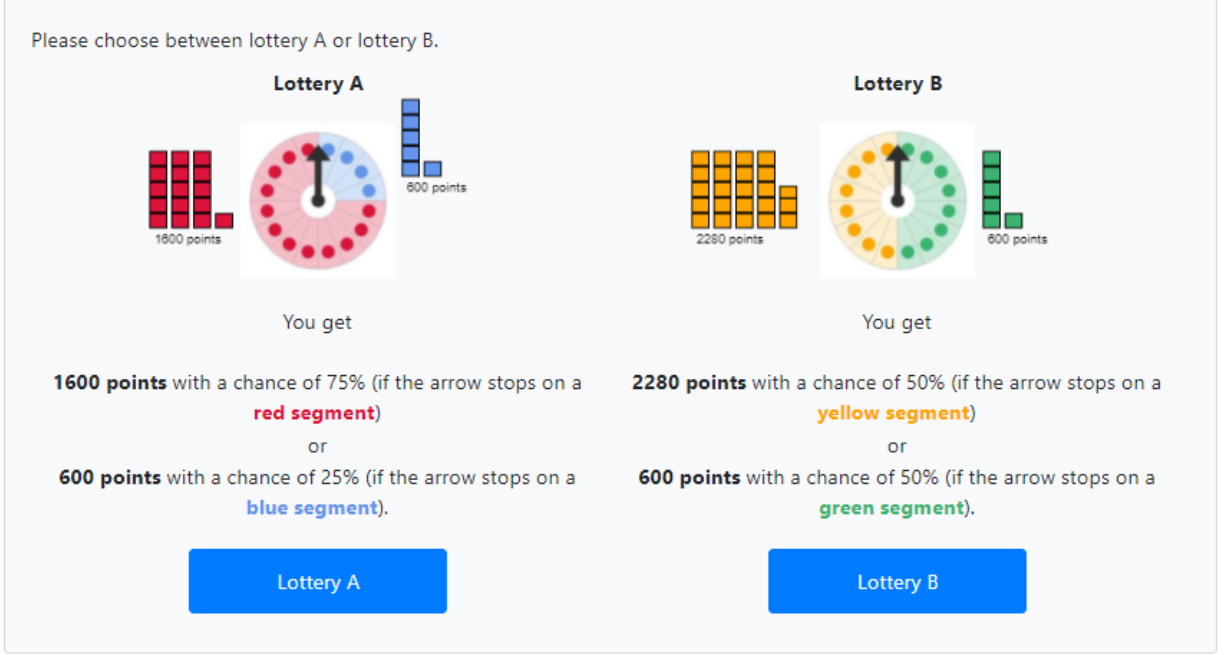 Please choose between lottery A or lottery B.
Lottery A
1600 points
600 points
You get
1600 points with a chance of 75% (if the arrow stops on a
red segment)
or
600 points with a chance of 25% (if the arrow stops on a
blue segment).
Lottery A
Lottery B
2280 points
600 points
You get
2280 points with a chance of 50% (if the arrow stops on a
yellow segment)
or
600 points with a chance of 50% (if the arrow stops on a
green segment).
Lottery B